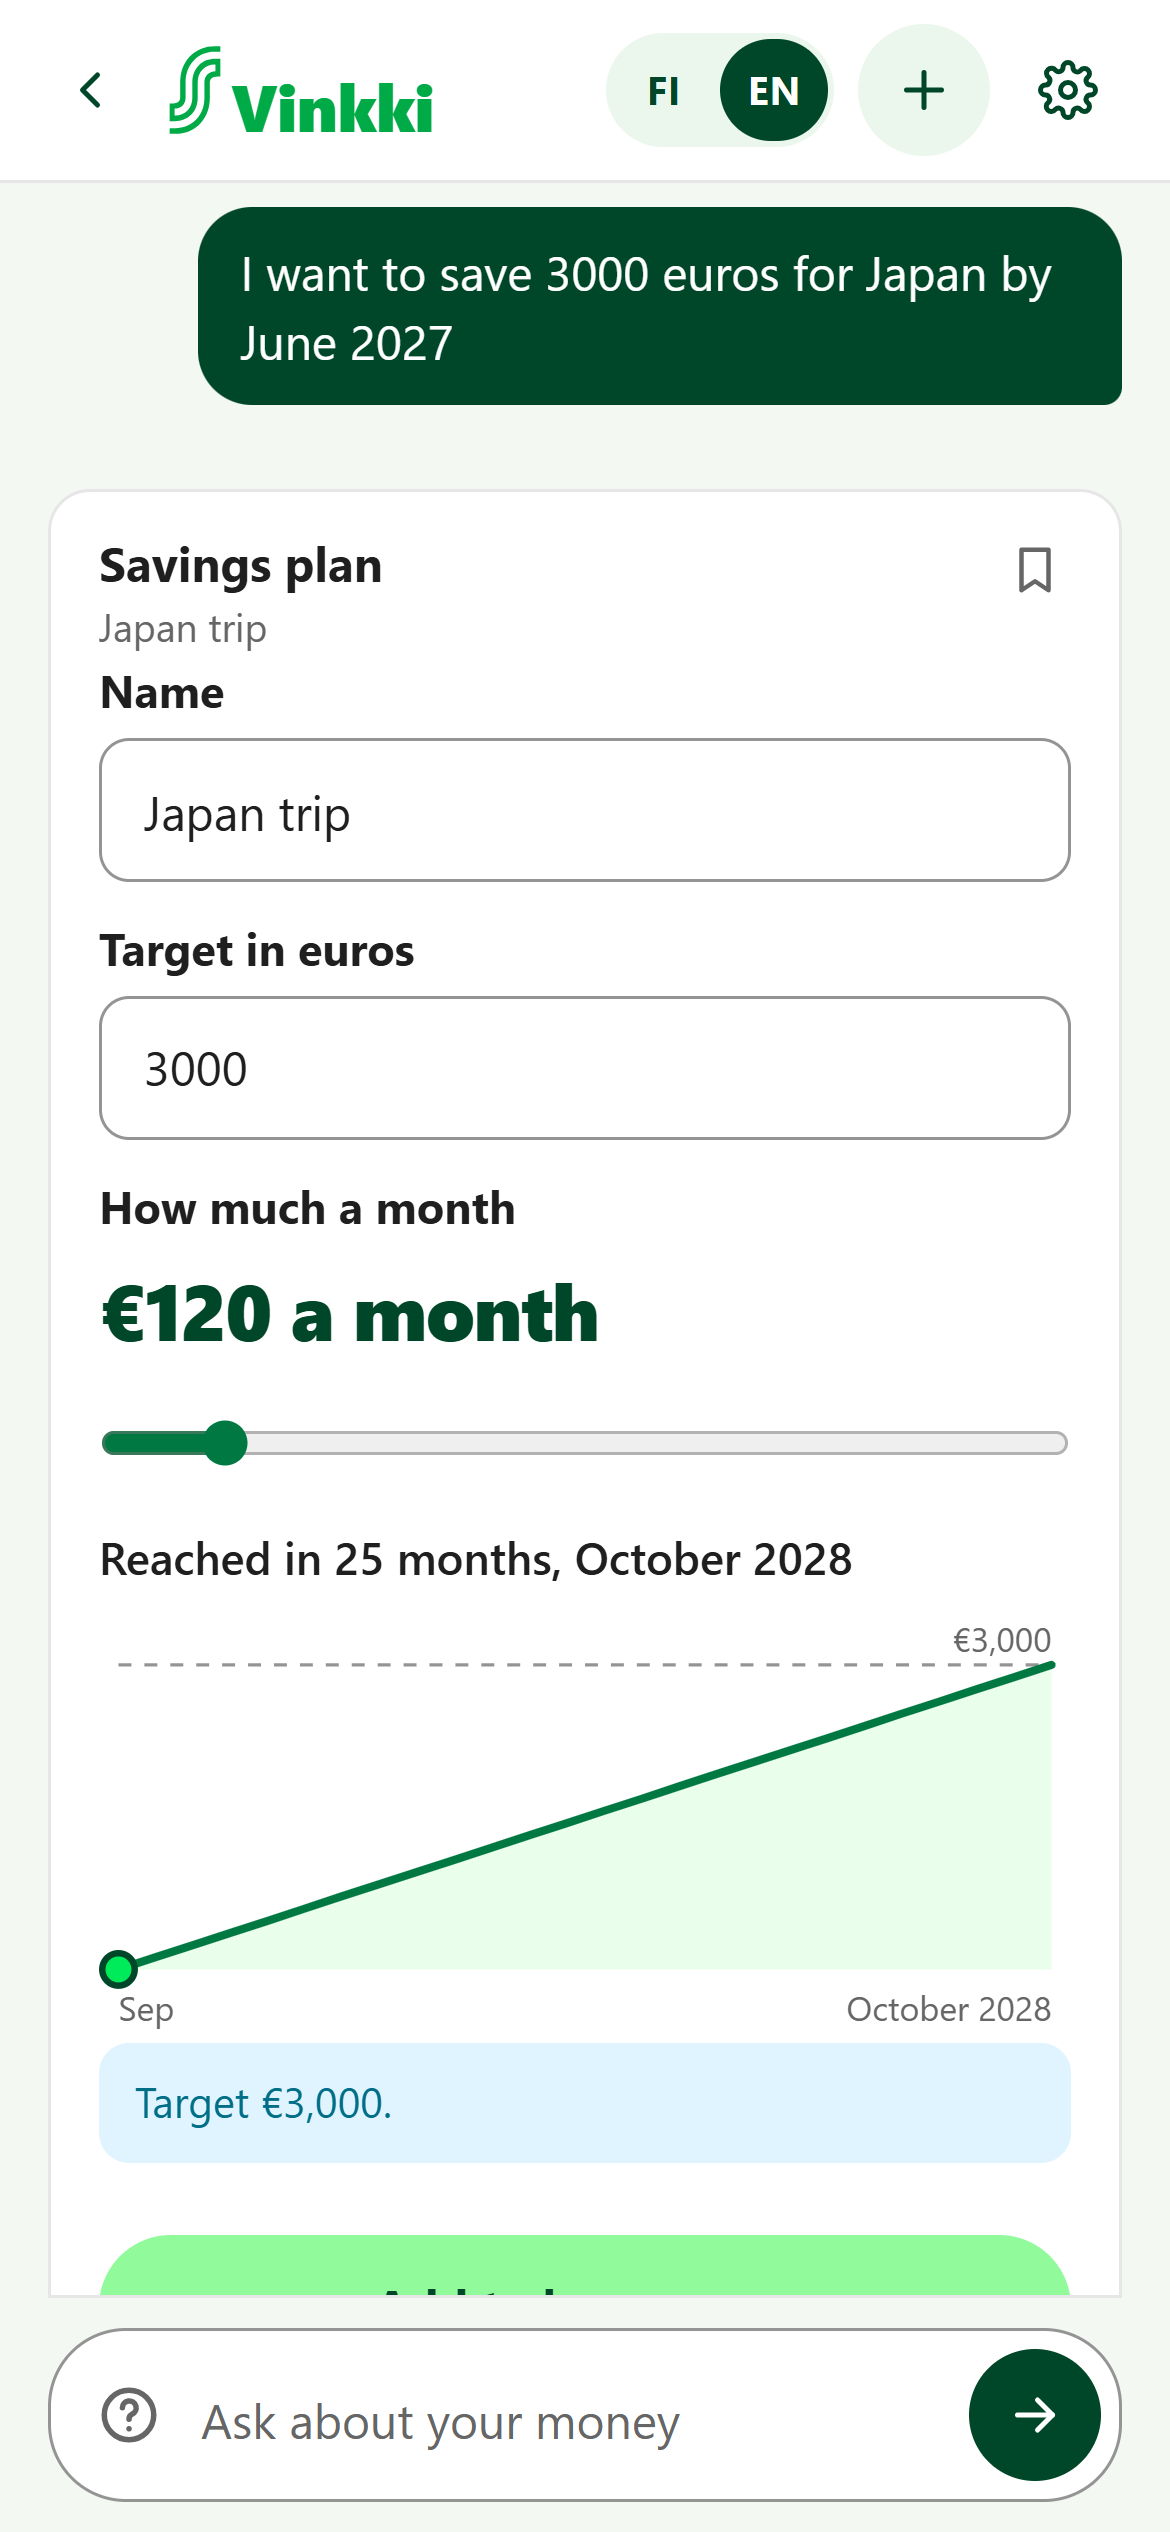 Vinkki
FI
EN
I want to save 3000 euros for Japan by
June 2027
Savings plan
Japan trip
Name
Japan trip
Target in euros
3000
How much a month
€120 a month
Reached in 25 months, October 2028
€3,000
Sep
October 2028
Target €3,000.
Ask about your money